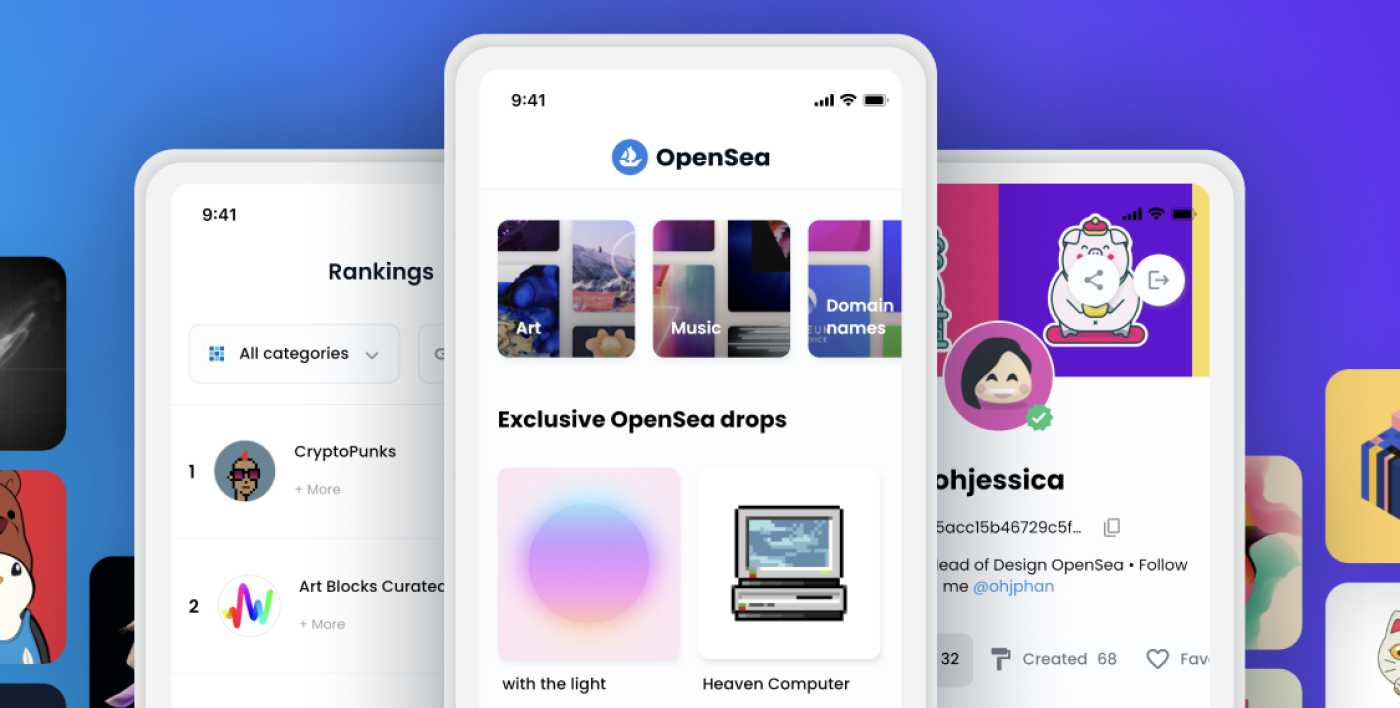 9:41
Rankings
All categories
1
CryptoPunks
+ More
2
Art Blocks Curated
+ More
9:41
OpenSea
Art
Music
Domain
names
Exclusive OpenSea drops
with the light
Heaven Computer
ohjessica
5acc15b46729c5f...
Head of Design OpenSea • Follow
me @ohjphan
32
Created 68